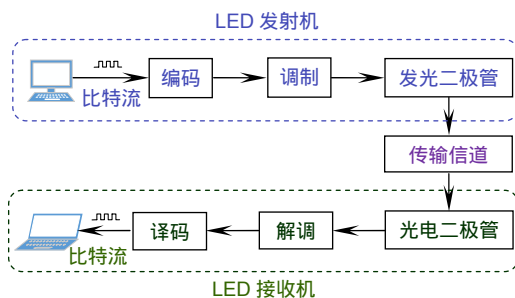 LED 发射机
比特流
编码
调制
发光二极管
传输信道
光电二极管
解调
译码
比特流
LED 接收机